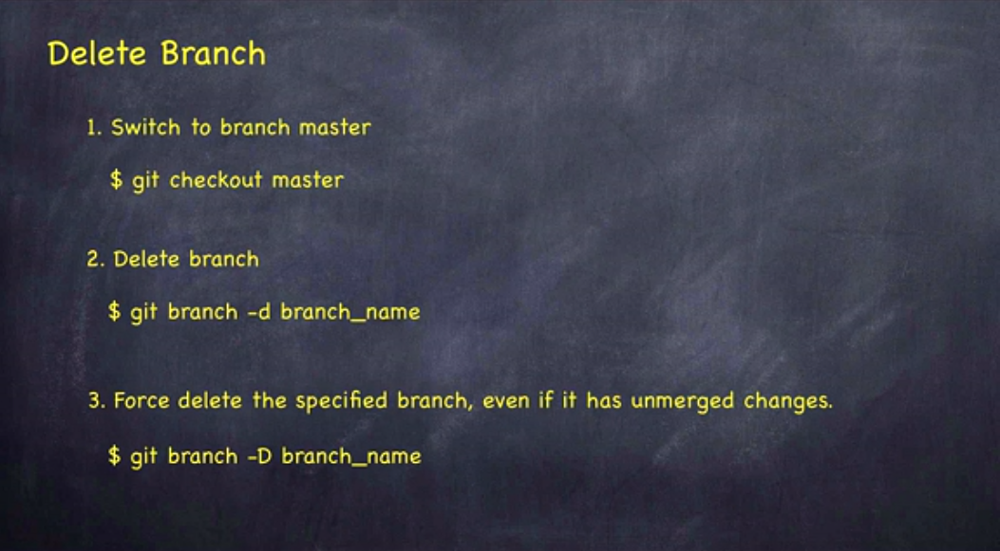 Delete Branch
1. Switch to branch master
$ git checkout master
2. Delete branch
$ git branch -d branch_name
3. Force delete the specified branch, even if it has unmerged changes.
$ git branch -D branch_name